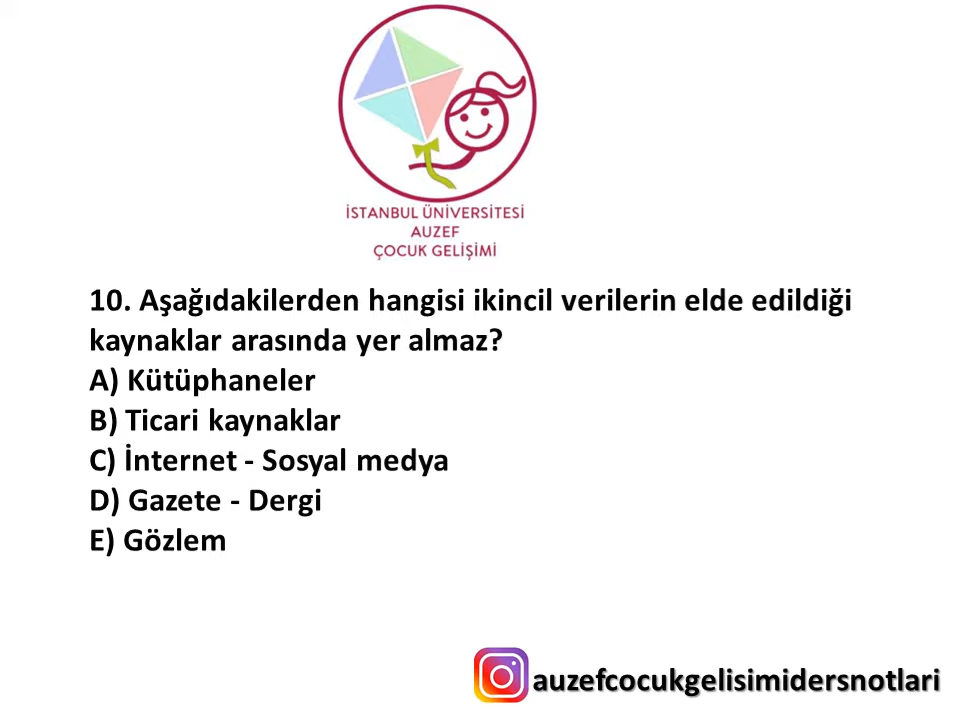 İSTANBUL ÜNİVERSİTESİ
AUZEF
ÇOCUK GELİŞİMİ
10. Aşağıdakilerden hangisi ikincil verilerin elde edildiği
kaynaklar arasında yer almaz?
A) Kütüphaneler
B) Ticari kaynaklar
C) İnternet - Sosyal medya
D) Gazete - Dergi
E) Gözlem
auzefcocukgelisimidersnotlari